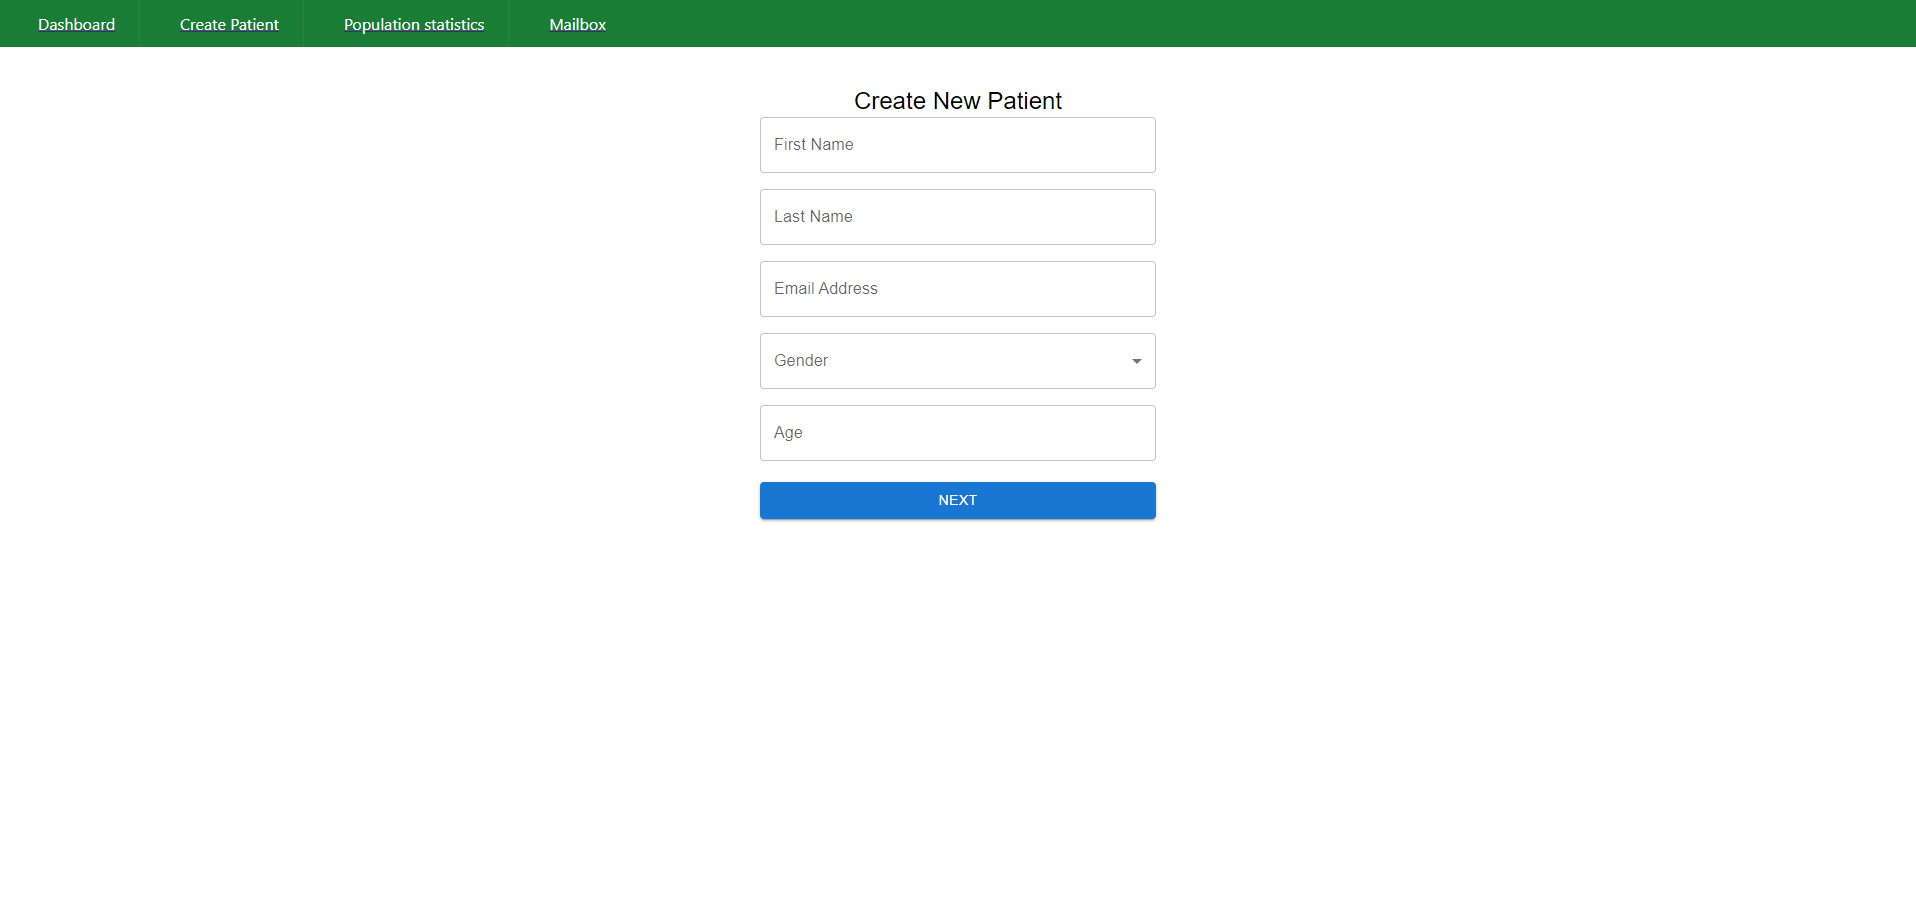 Dashboard Create Patient Population statistics Mailbox
Create New Patient
First Name
Last Name
Email Address
Gender
Age
NEXT